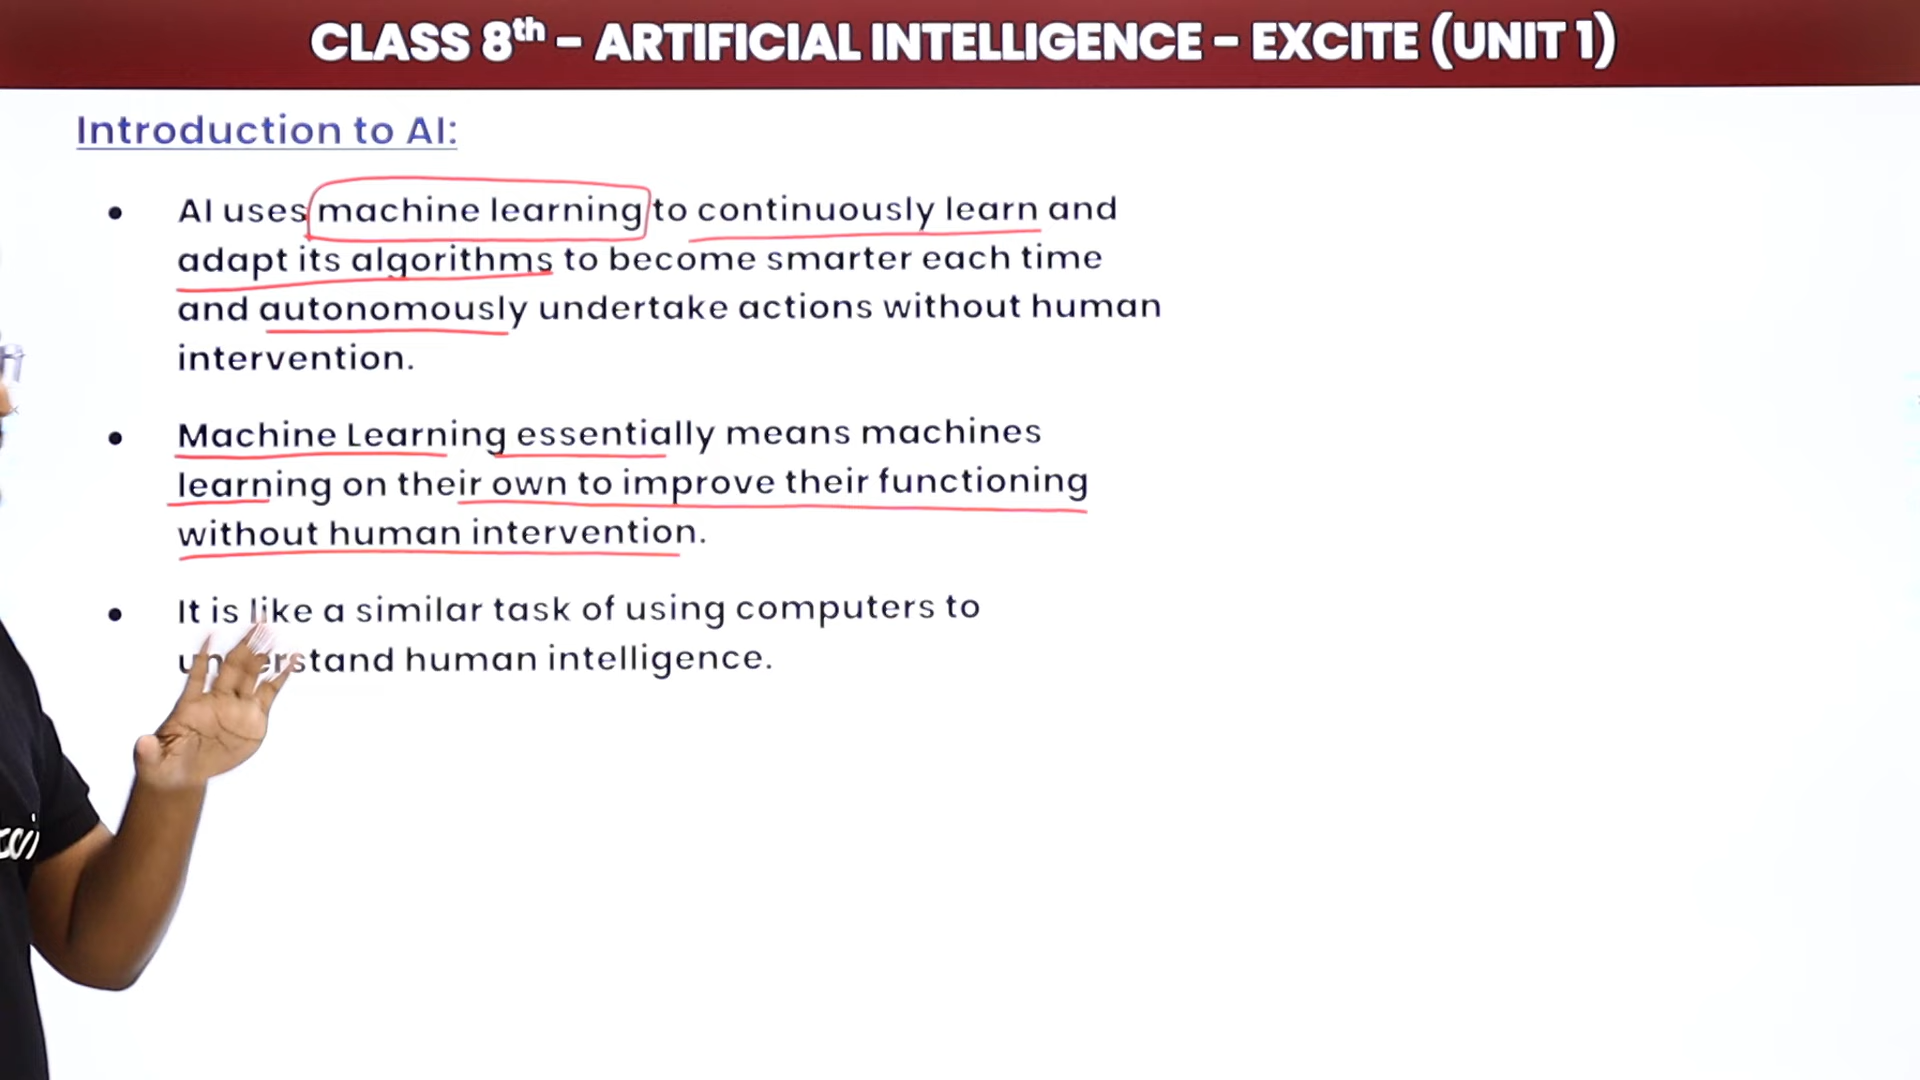 CLASS 8th – ARTIFICIAL INTELLIGENCE – EXCITE (UNIT 1)
Introduction to AI:
• AI uses machine learning to continuously learn and
adapt its algorithms to become smarter each time
and autonomously undertake actions without human
intervention.
• Machine Learning essentially means machines
learning on their own to improve their functioning
without human intervention.
• It is like a similar task of using computers to
understand human intelligence.